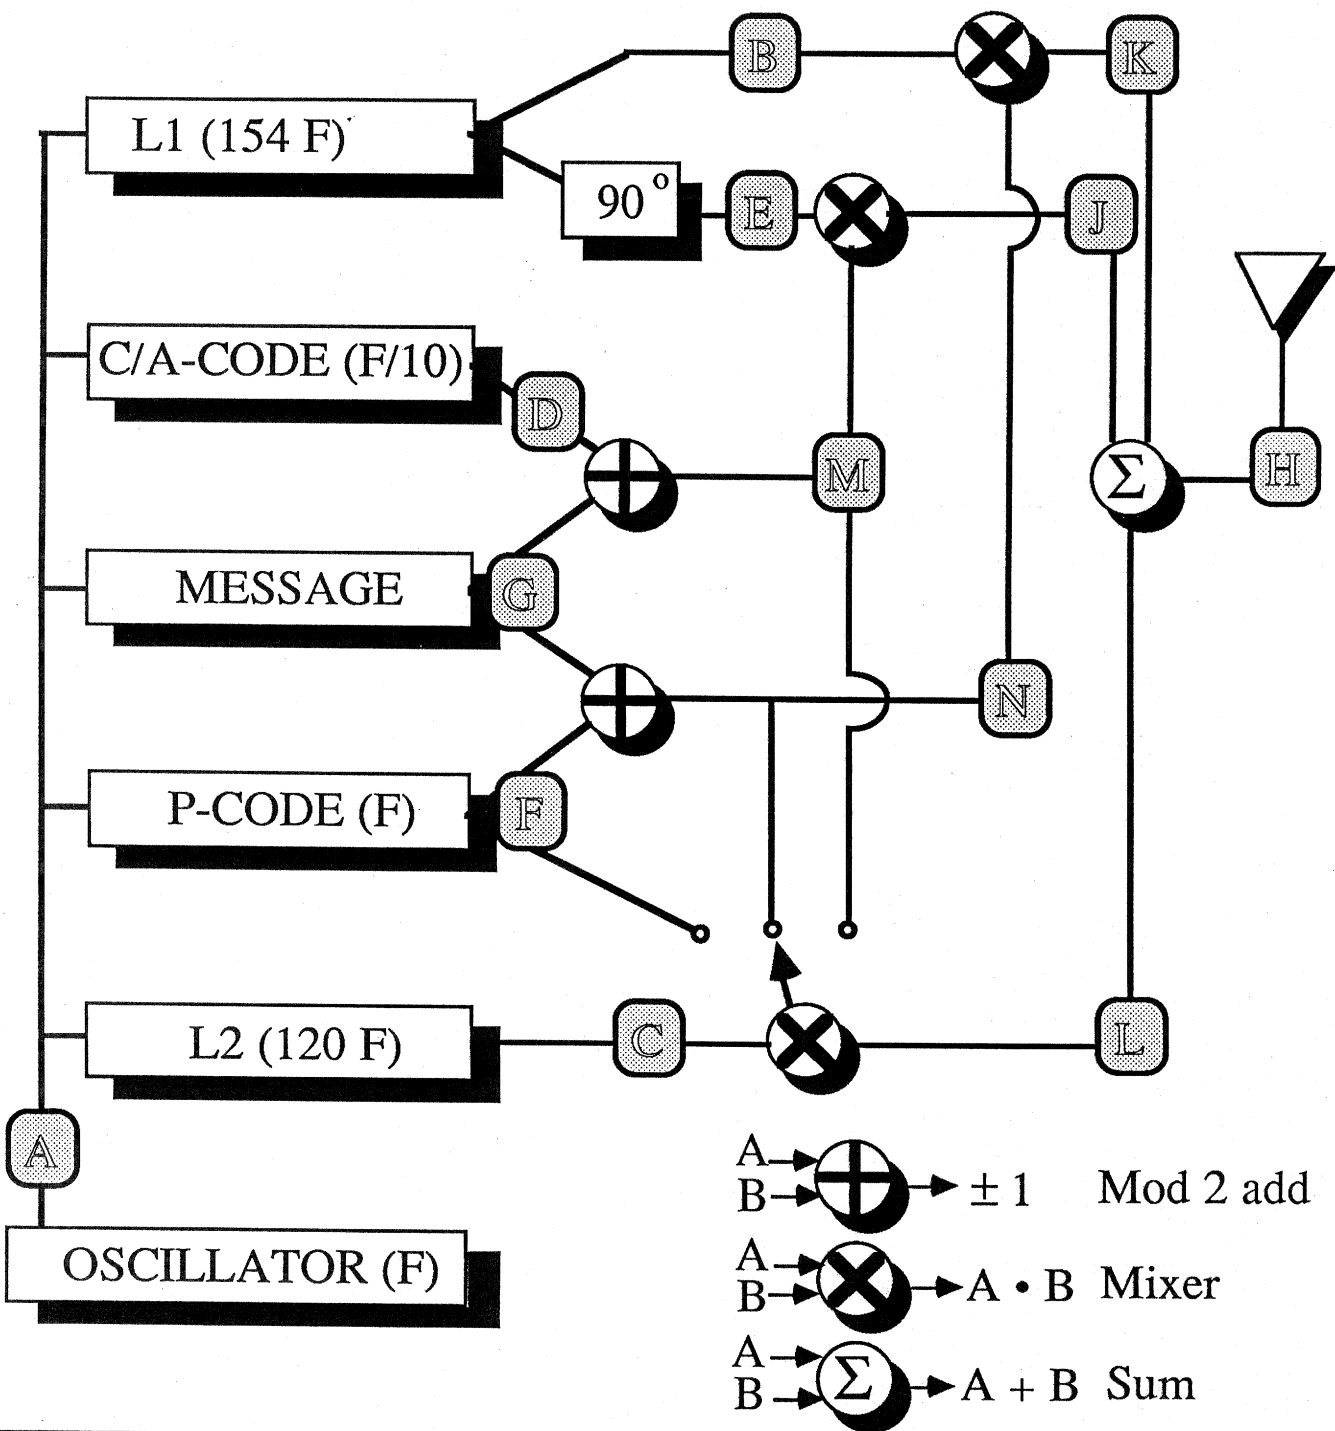 B
K
L1 (154 F)
90°
E
J
C/A-CODE (F/10)
D
M
Σ
H
MESSAGE
G
N
P-CODE (F)
F
L2 (120 F)
C
L
A
OSCILLATOR (F)
A
B
± 1 Mod 2 add
A
B
A • B Mixer
A
B
Σ
A + B Sum